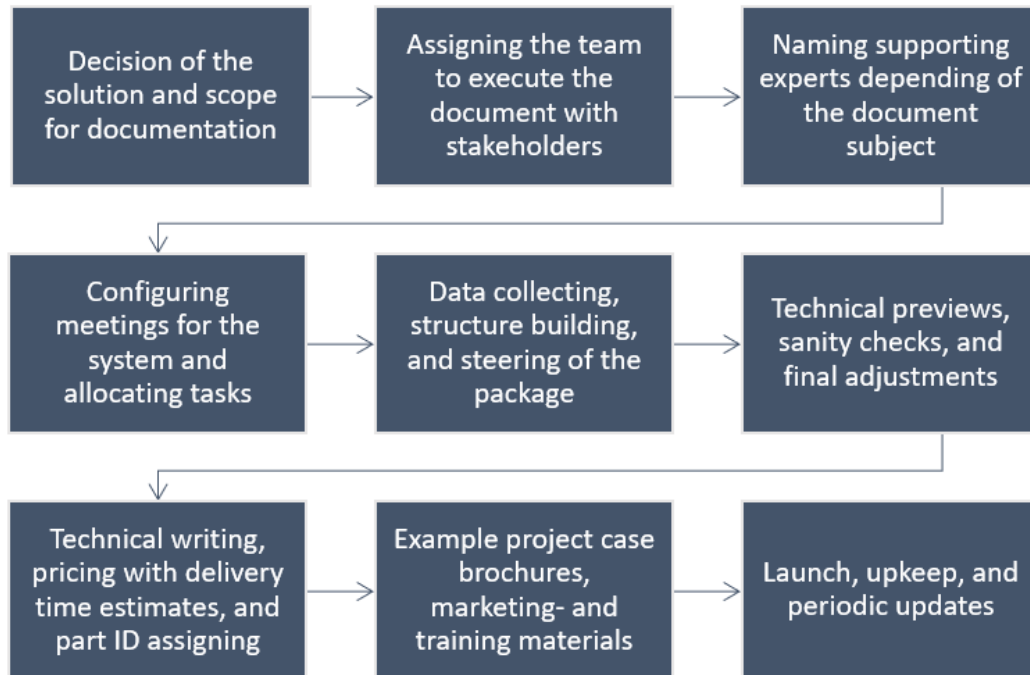 Decision of the
solution and scope
for documentation
Assigning the team
to execute the
document with
stakeholders
Naming supporting
experts depending of
the document
subject
Configuring
meetings for the
system and
allocating tasks
Data collecting,
structure building,
and steering of the
package
Technical previews,
sanity checks, and
final adjustments
Technical writing,
pricing with delivery
time estimates, and
part ID assigning
Example project case
brochures,
marketing- and
training materials
Launch, upkeep, and
periodic updates